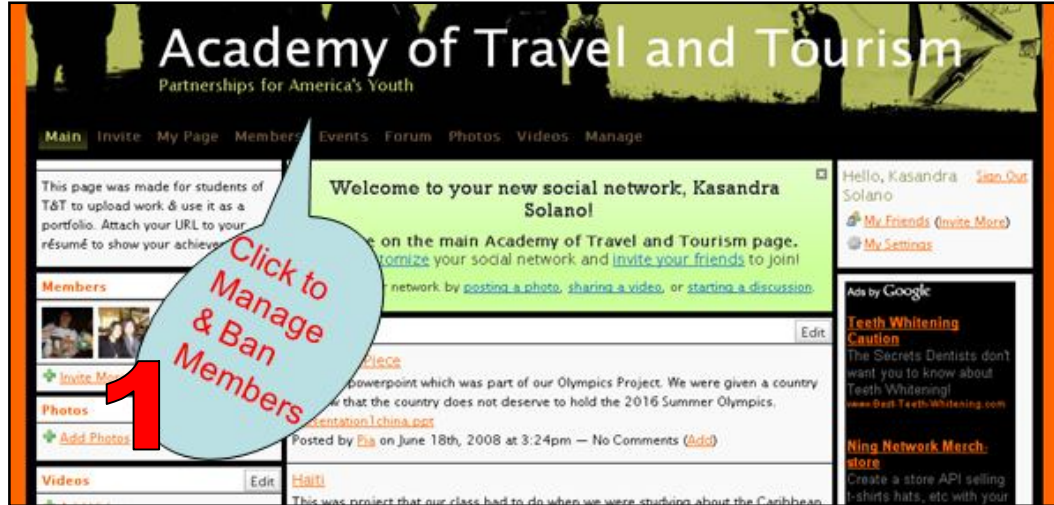 Academy of Travel and Tourism
Partnerships for America's Youth
Main Invite My Page Members Events Forum Photos Videos Manage
This page was made for students of
T&T to upload work & use it as a
portfolio. Attach your URL to your
résumé to show your
Members
Invite More
Photos
Add Photos
Videos
Edit
1
Click to
Manage
& Ban
Members
Welcome to your new social network, Kasandra
Solano!
on the main Academy of Travel and Tourism page.
your social network and invite your friends to join!
network by posting a photo, sharing a video, or starting a discussion.
Edit
Piece
powerpoint which was part of our Olympics Project. We were given a country
that the country does not deserve to hold the 2016 Summer Olympics.
Posted by Pia on June 18th, 2008 at 3:24pm — No Comments (Add)
Haiti
This was project that our class had to do when we were studying about the Caribbean
Hello, Kasandra
Solano
Sign Out
My Friends (Invite More)
My Settings
Ads by Google
Teeth Whitening
Caution
The Secrets Dentists don't
want you to know about
Teeth Whitening!
www.Best-Teeth-Whitening.com
Ning Network Merch-
store
Create a store API selling
t-shirts hats, etc with your